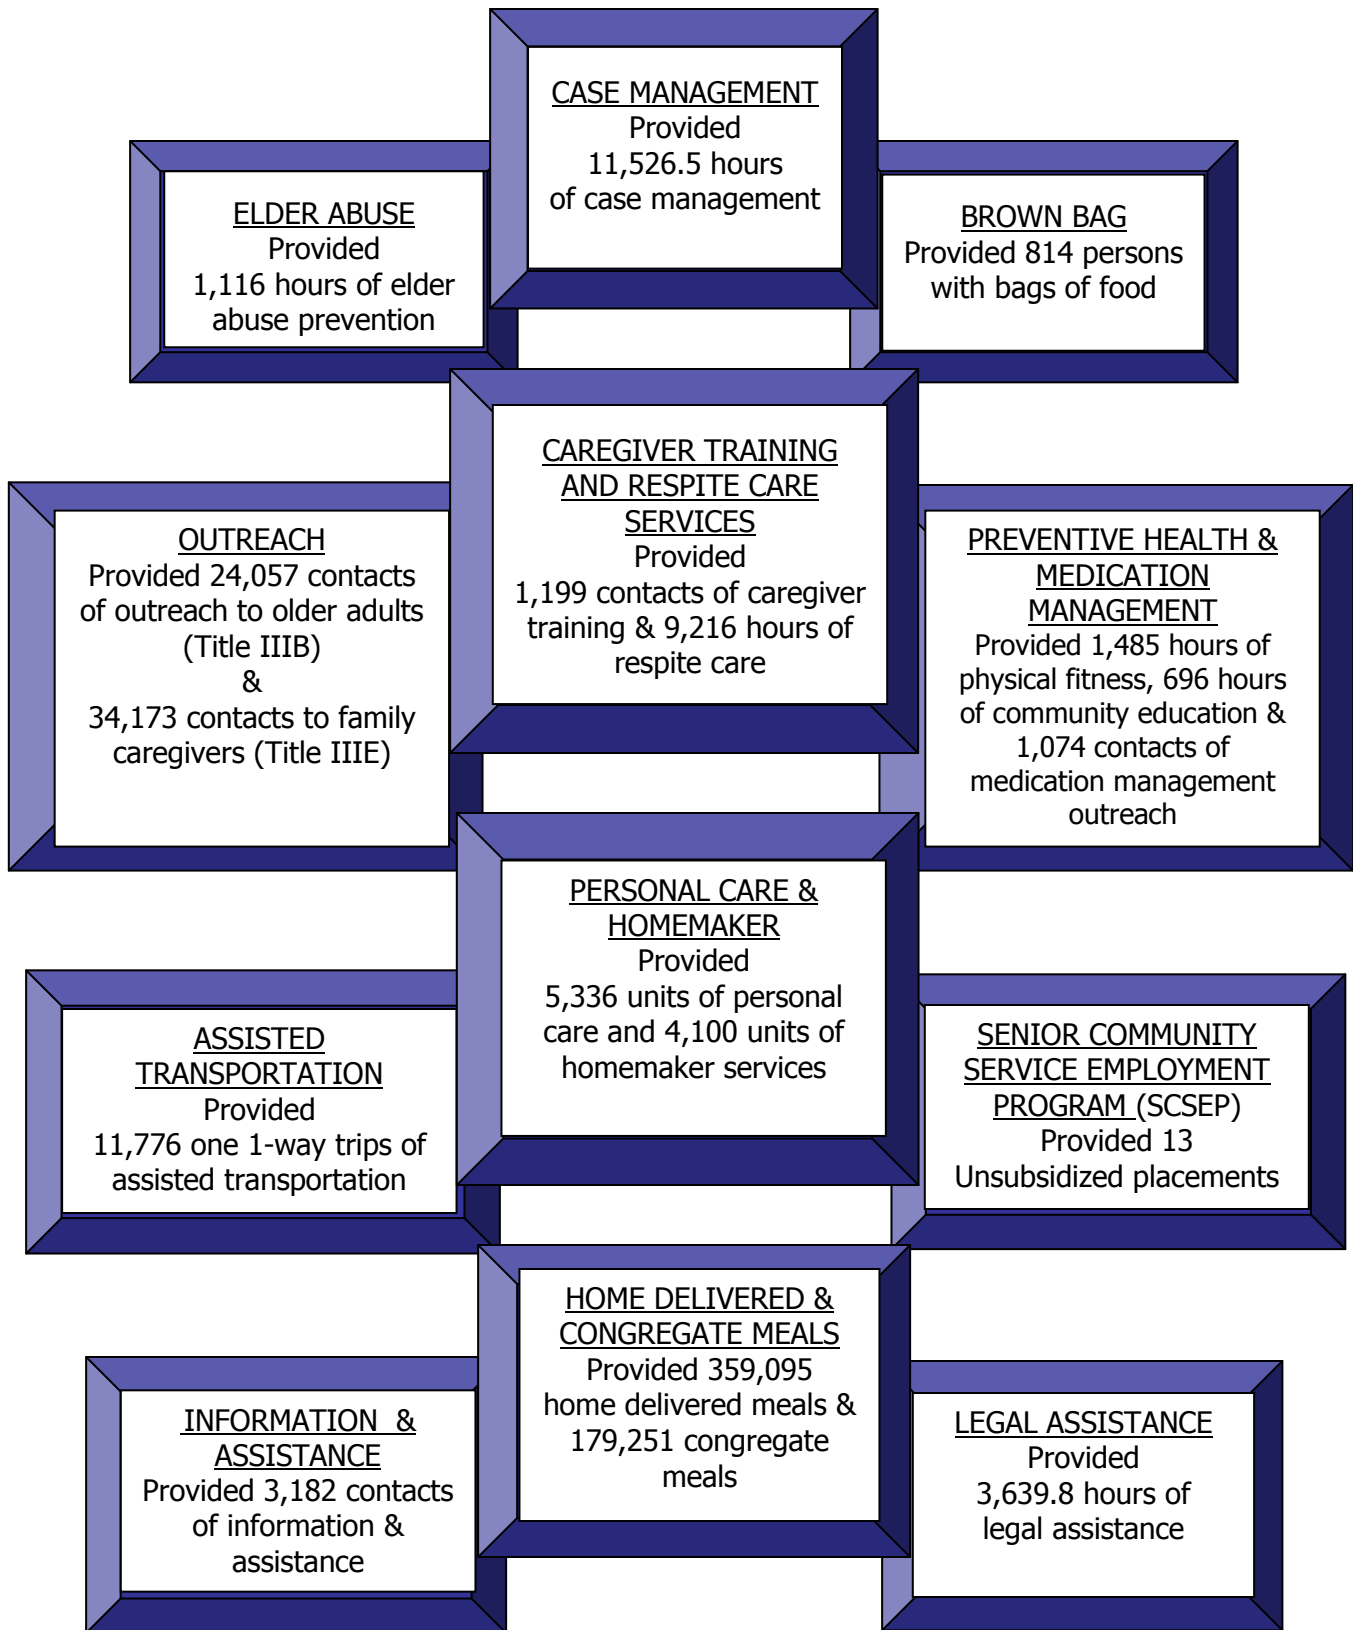 CASE MANAGEMENT
Provided
11,526.5 hours
of case management
ELDER ABUSE
Provided
1,116 hours of elder
abuse prevention
BROWN BAG
Provided 814 persons
with bags of food
CAREGIVER TRAINING
AND RESPITE CARE
SERVICES
Provided
1,199 contacts of caregiver
training & 9,216 hours of
respite care
OUTREACH
Provided 24,057 contacts
of outreach to older adults
(Title IIIB)
&
34,173 contacts to family
caregivers (Title IIIE)
PREVENTIVE HEALTH &
MEDICATION
MANAGEMENT
Provided 1,485 hours of
physical fitness, 696 hours
of community education &
1,074 contacts of
medication management
outreach
PERSONAL CARE &
HOMEMAKER
Provided
5,336 units of personal
care and 4,100 units of
homemaker services
ASSISTED
TRANSPORTATION
Provided
11,776 one 1-way trips of
assisted transportation
SENIOR COMMUNITY
SERVICE EMPLOYMENT
PROGRAM (SCSEP)
Provided 13
Unsubsidized placements
HOME DELIVERED &
CONGREGATE MEALS
Provided 359,095
home delivered meals &
179,251 congregate
meals
INFORMATION &
ASSISTANCE
Provided 3,182 contacts
of information &
assistance
LEGAL ASSISTANCE
Provided
3,639.8 hours of
legal assistance